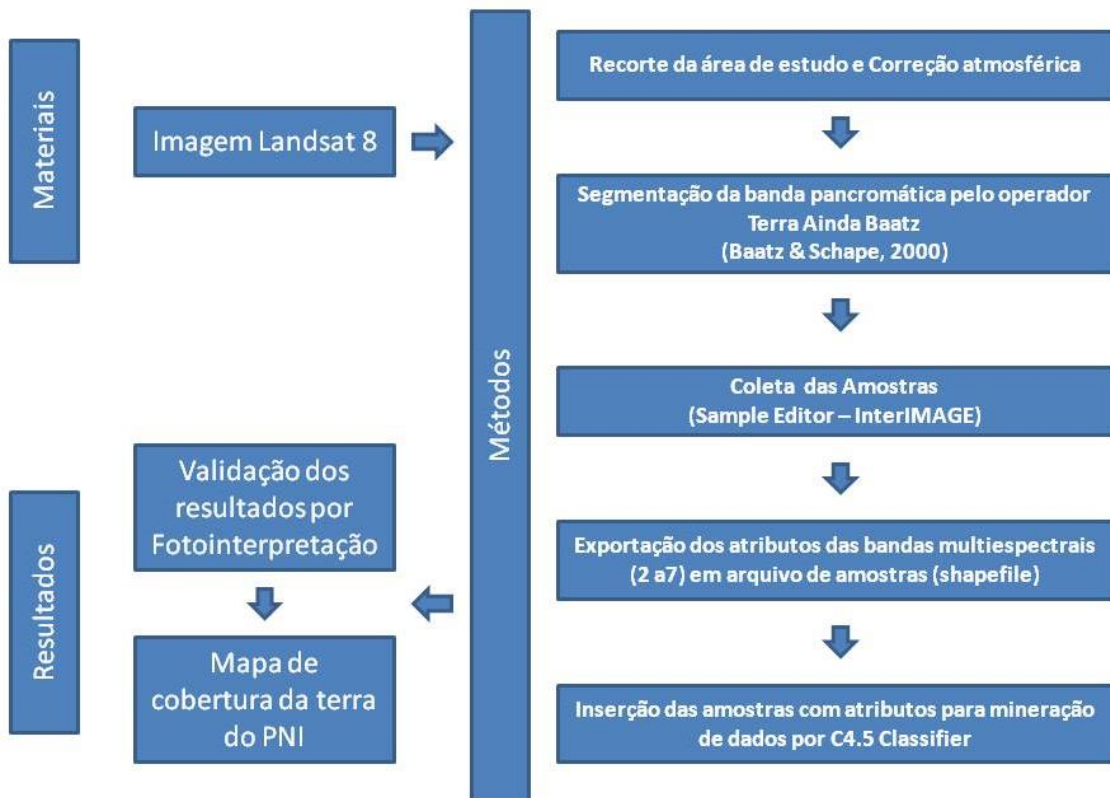 Materiais
Imagem Landsat 8
Métodos
Recorte da área de estudo e Correção atmosférica
Segmentação da banda pancromática pelo operador
Terra Ainda Baatz
(Baatz & Schape, 2000)
Coleta das Amostras
(Sample Editor – InterIMAGE)
Exportação dos atributos das bandas multiespectrais
(2 a7) em arquivo de amostras (shapefile)
Inserção das amostras com atributos para mineração
de dados por C4.5 Classifier
Resultados
Validação dos
resultados por
Fotointerpretação
Mapa de
cobertura da terra
do PNI